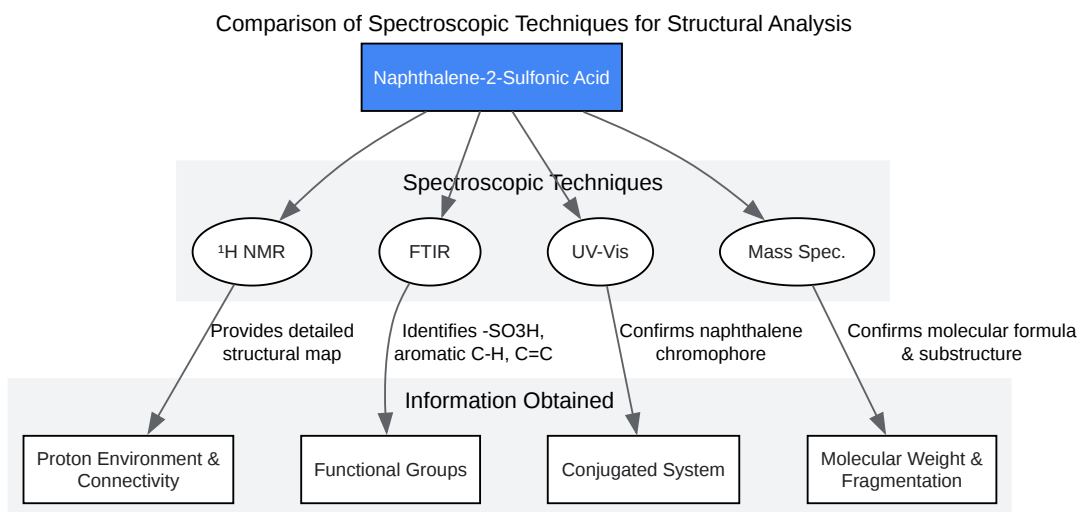 Comparison of Spectroscopic Techniques for Structural Analysis
Naphthalene-2-Sulfonic Acid
Spectroscopic Techniques
¹H NMR
FTIR
UV-Vis
Mass Spec.
Provides detailed
structural map
Identifies -SO3H,
aromatic C-H, C=C
Confirms naphthalene
chromophore
Confirms molecular formula
& substructure
Information Obtained
Proton Environment &
Connectivity
Functional Groups
Conjugated System
Molecular Weight &
Fragmentation